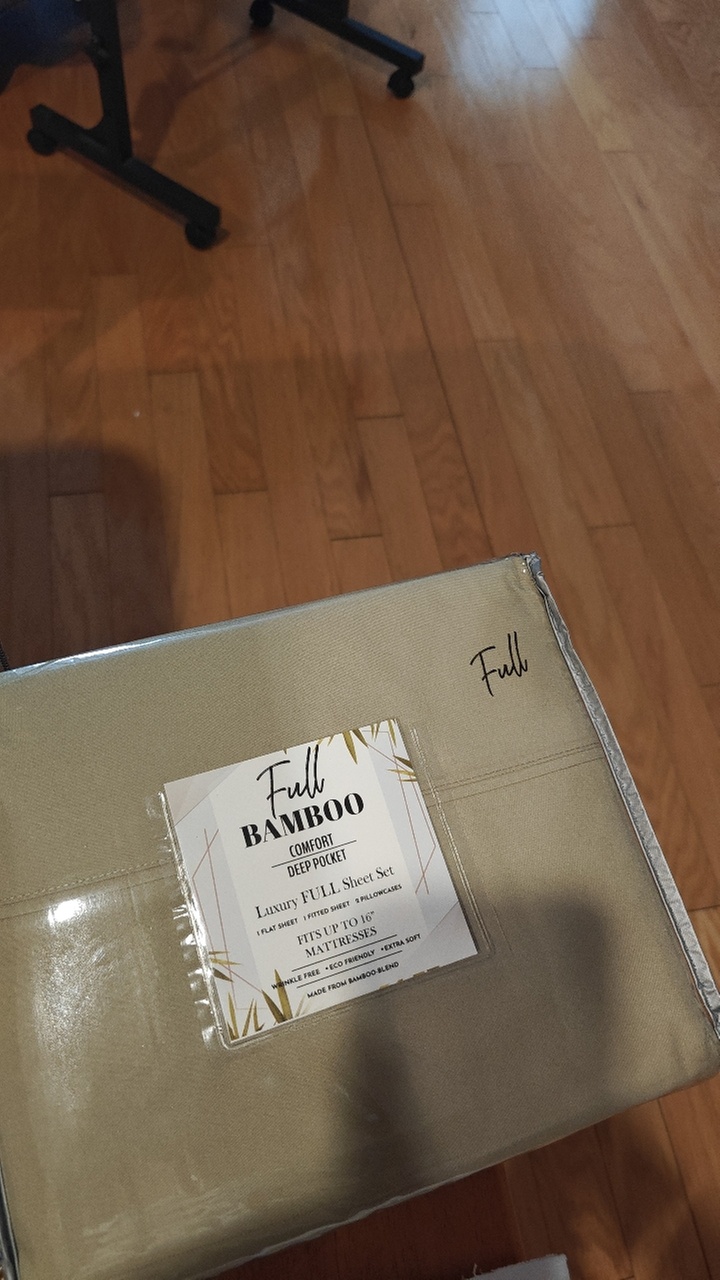 Full
Full
BAMBOO
COMFORT
DEEP POCKET
Luxury FULL Sheet Set
1 FLAT SHEET 1 FITTED SHEET 2 PILLOWCASES
FITS UP TO 16"
MATTRESSES
WRINKLE FREE •ECO FRIENDLY •EXTRA SOFT
MADE FROM BAMBOO-BLEND